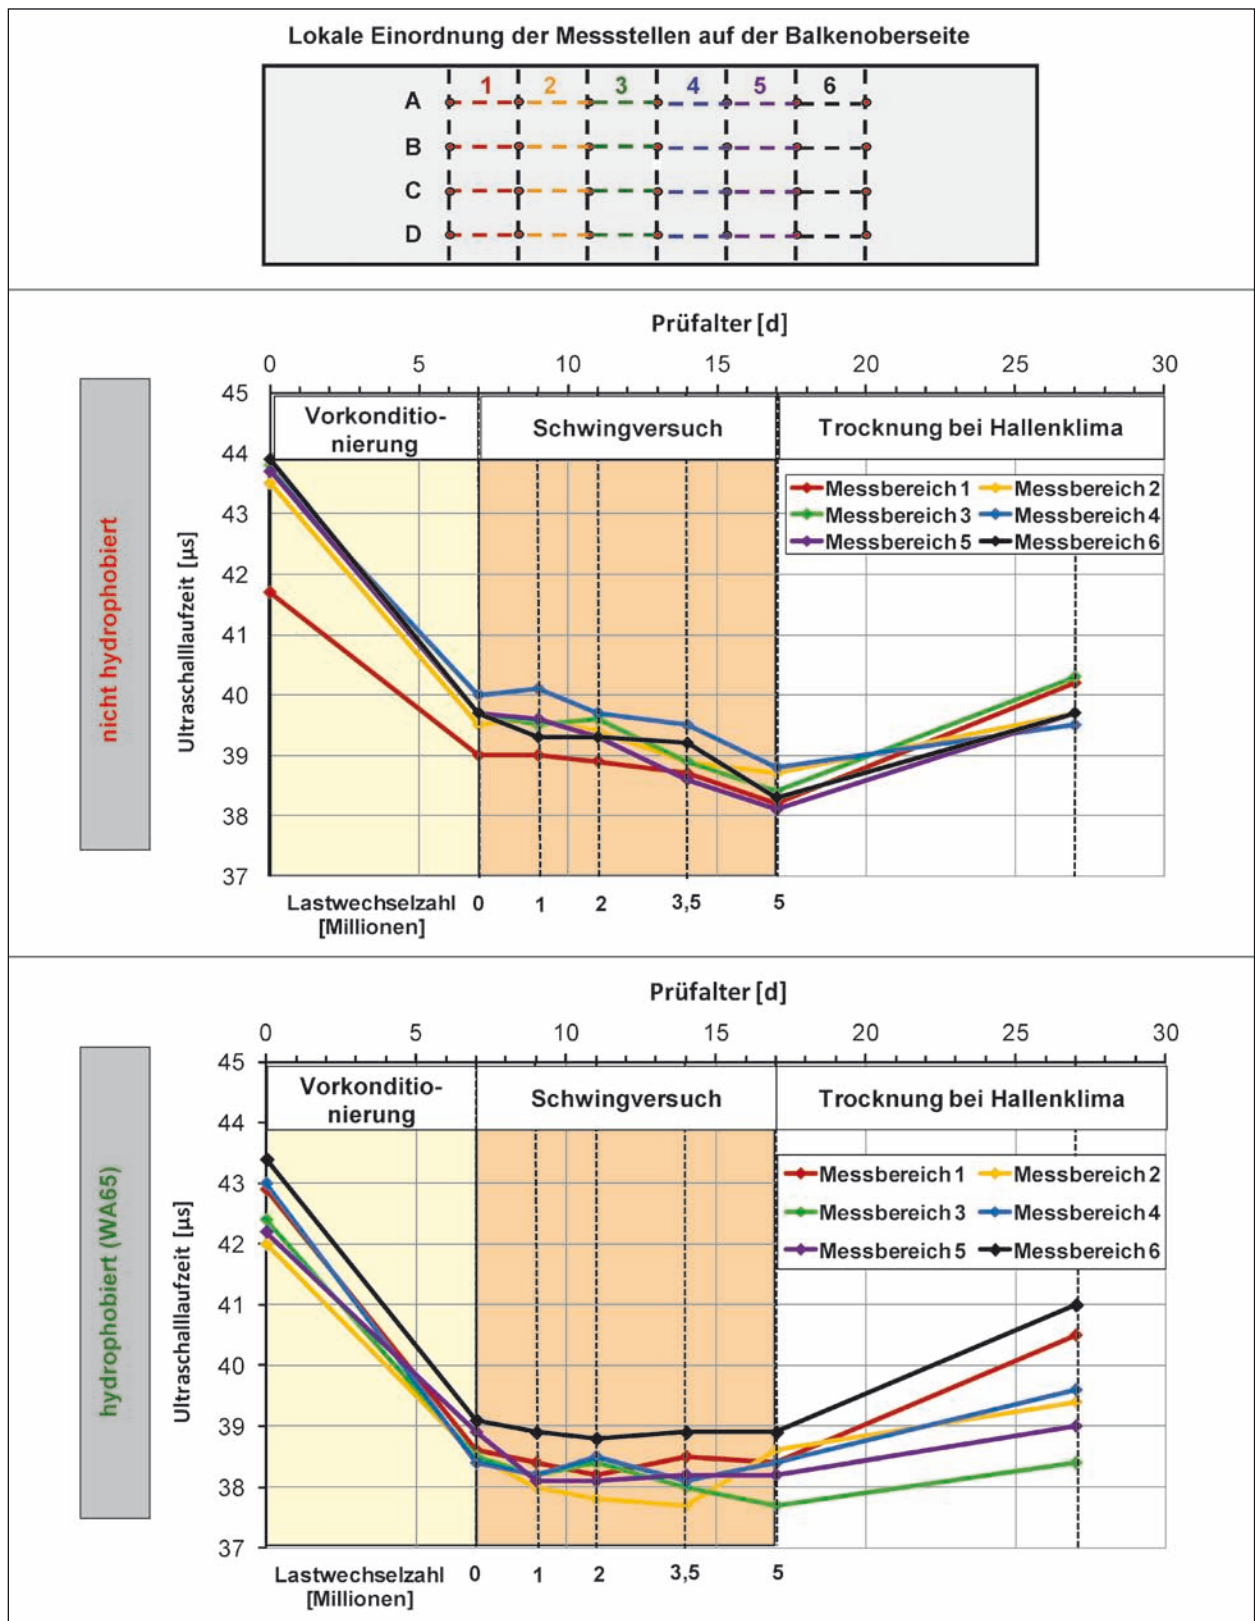 Lokale Einordnung der Messstellen auf der Balkenoberseite
1 2 3 4 5 6
A
B
C
D
nicht hydrophobiert
Prüfalter [d]
0 5 10 15 20 25 30
Vorkonditio-
nierung
Schwingversuch
Trocknung bei Hallenklima
Ultraschalllaufzeit [µs]
45
44
43
42
41
40
39
38
37
Messbereich 1 Messbereich 2
Messbereich 3 Messbereich 4
Messbereich 5 Messbereich 6
Lastwechselzahl
[Millionen]
0 1 2 3,5 5
hydrophobiert (WA65)
Prüfalter [d]
0 5 10 15 20 25 30
Vorkonditio-
nierung
Schwingversuch
Trocknung bei Hallenklima
Ultraschalllaufzeit [µs]
45
44
43
42
41
40
39
38
37
Messbereich 1 Messbereich 2
Messbereich 3 Messbereich 4
Messbereich 5 Messbereich 6
Lastwechselzahl
[Millionen]
0 1 2 3,5 5